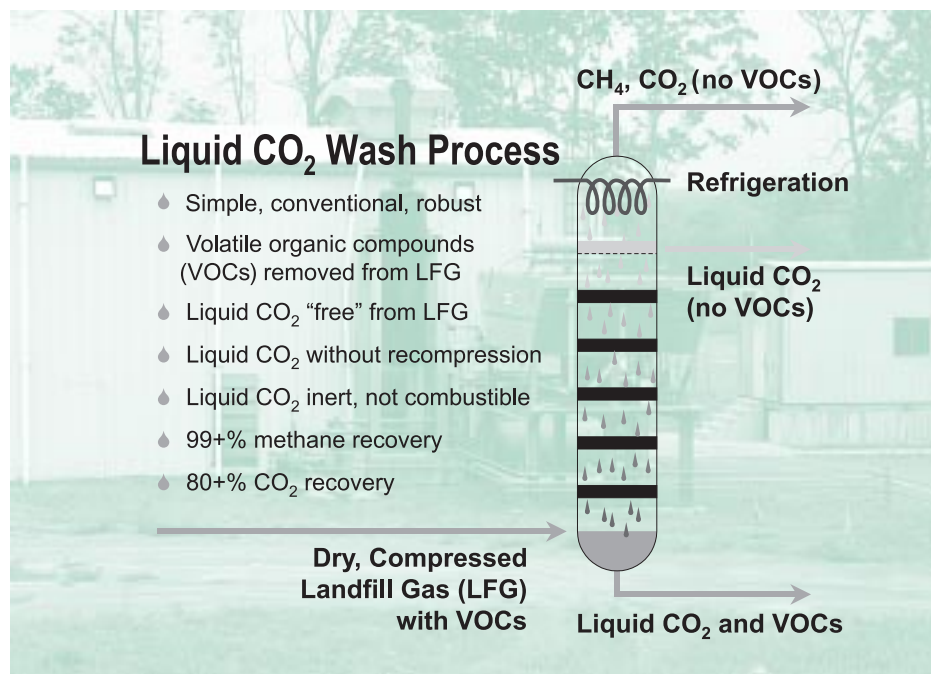 CH₄, CO₂ (no VOCs)
Liquid CO₂ Wash Process
Simple, conventional, robust
Volatile organic compounds
(VOCs) removed from LFG
Liquid CO₂ “free” from LFG
Liquid CO₂ without recompression
Liquid CO₂ inert, not combustible
99+% methane recovery
80+% CO₂ recovery
Refrigeration
Liquid CO₂
(no VOCs)
Dry, Compressed
Landfill Gas (LFG)
with VOCs
Liquid CO₂ and VOCs